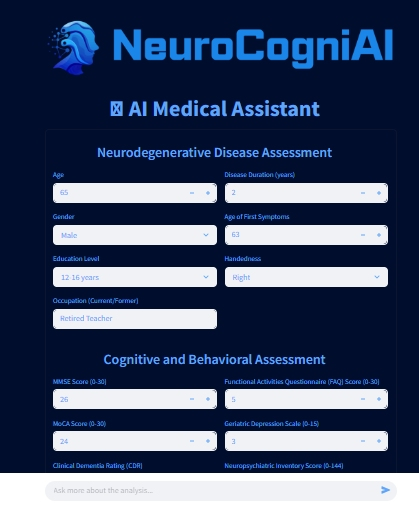 NeuroCogniAI
AI Medical Assistant
Neurodegenerative Disease Assessment
Age
Disease Duration (years)
65
2
Gender
Age of First Symptoms
Male
63
Education Level
Handedness
12-16 years
Right
Occupation (Current/Former)
Retired Teacher
Cognitive and Behavioral Assessment
MMSE Score (0-30)
Functional Activities Questionnaire (FAQ) Score (0-30)
26
5
MoCA Score (0-30)
Geriatric Depression Scale (0-15)
24
3
Clinical Dementia Rating (CDR)
Neuropsychiatric Inventory Score (0-144)
Ask more about the analysis...